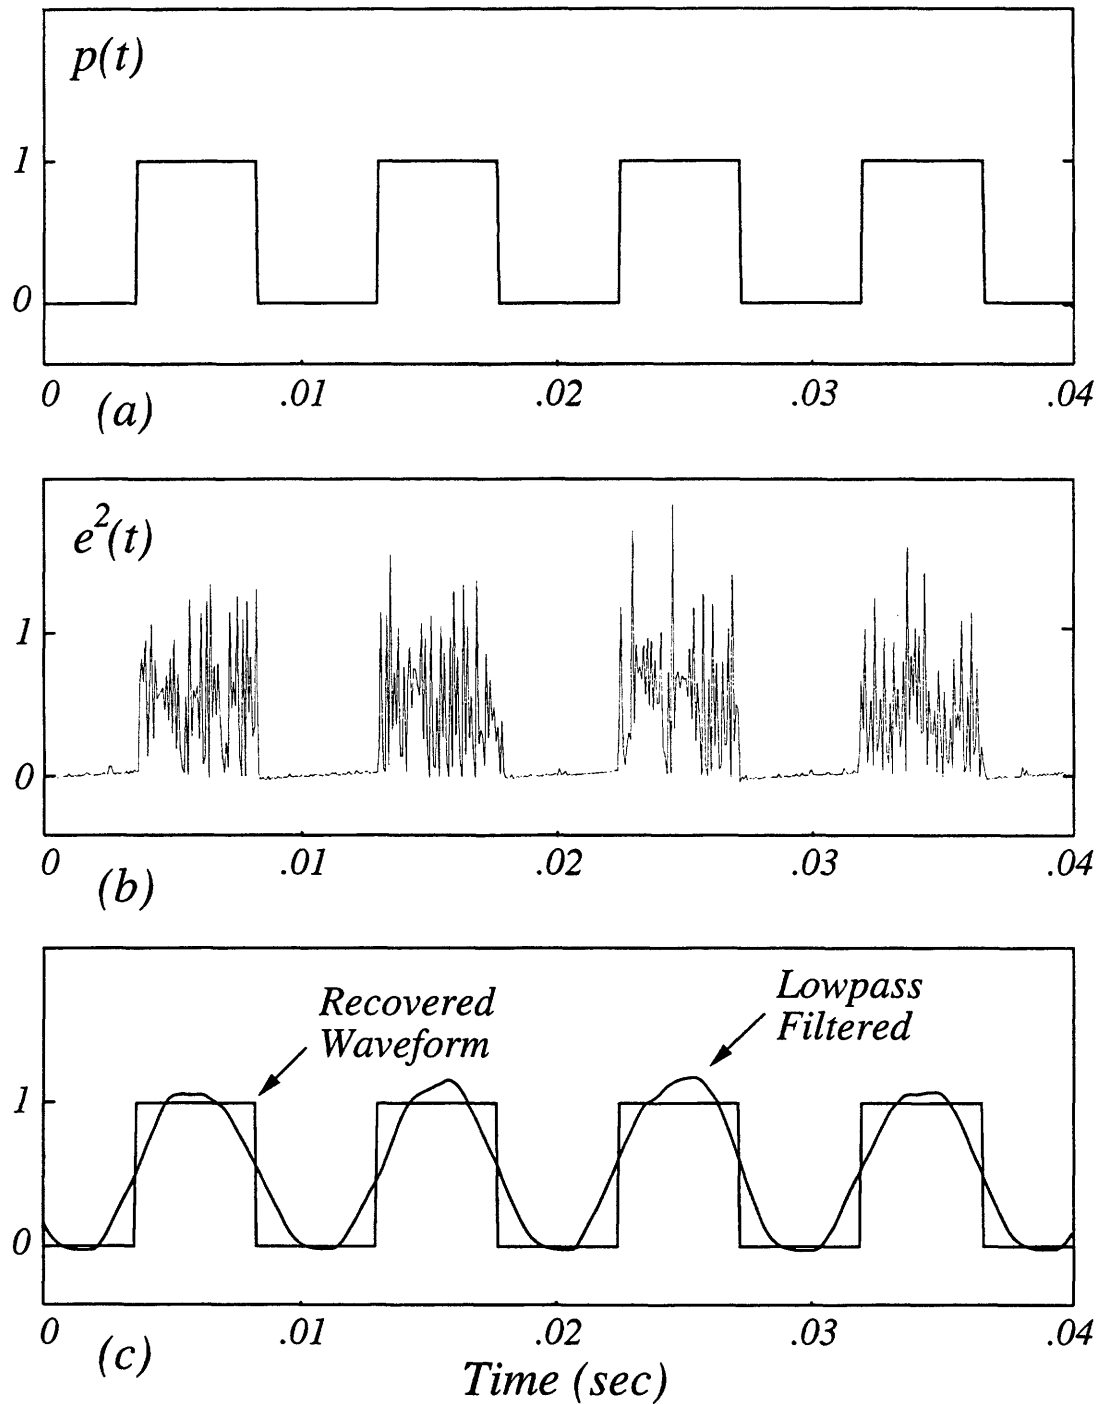 p(t)
1
0
0 .01 .02 .03 .04
(a)
e²(t)
1
0
0 .01 .02 .03 .04
(b)
Recovered
Waveform
Lowpass
Filtered
1
0
0 .01 .02 .03 .04
(c)
Time (sec)